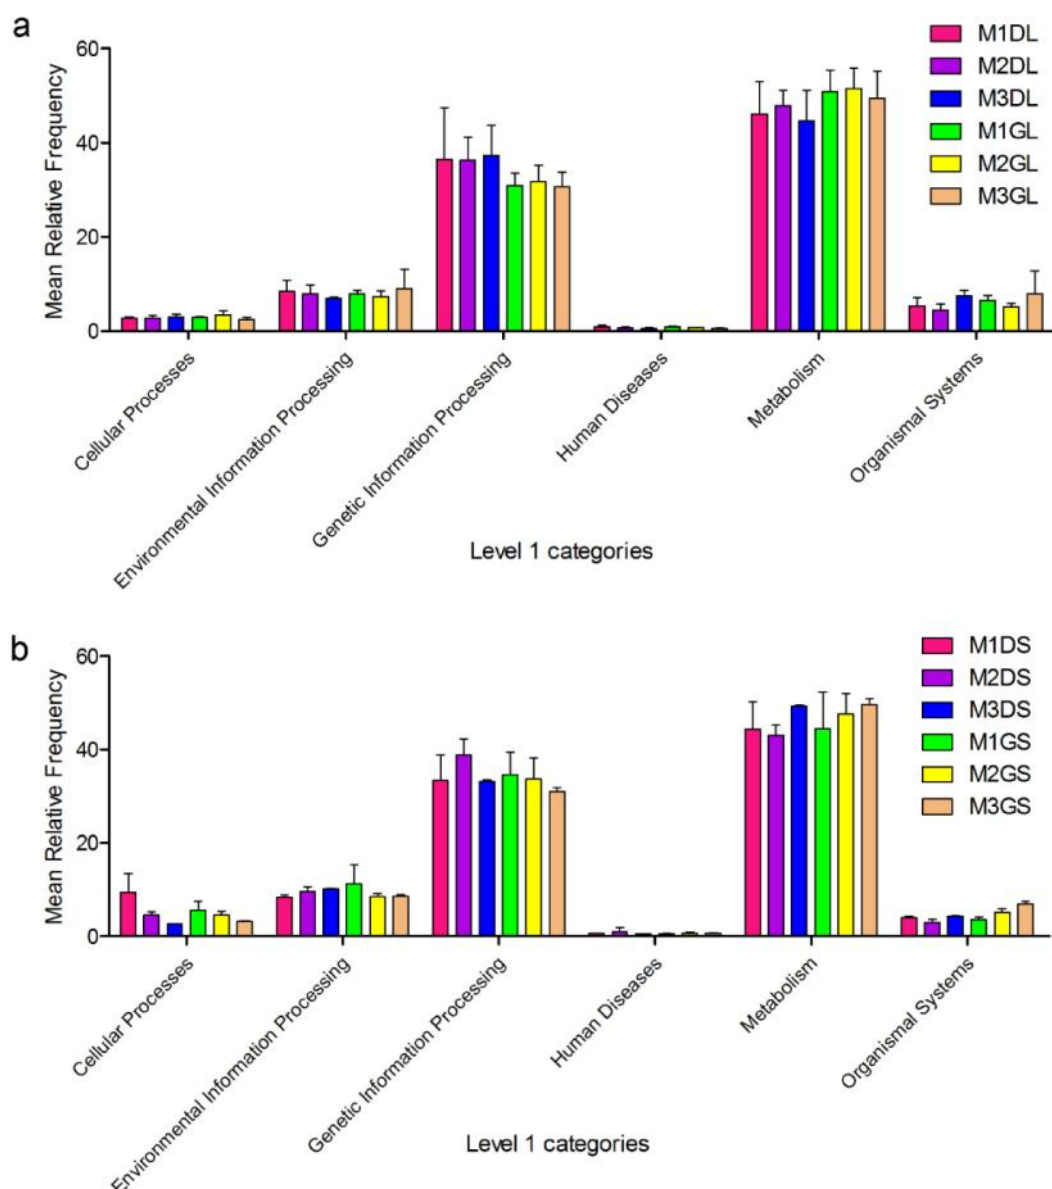 a
M1DL
M2DL
M3DL
M1GL
M2GL
M3GL
Mean Relative Frequency
60
40
20
0
Cellular Processes
Environmental Information Processing
Genetic Information Processing
Human Diseases
Metabolism
Organismal Systems
Level 1 categories
b
M1DS
M2DS
M3DS
M1GS
M2GS
M3GS
Mean Relative Frequency
60
40
20
0
Cellular Processes
Environmental Information Processing
Genetic Information Processing
Human Diseases
Metabolism
Organismal Systems
Level 1 categories